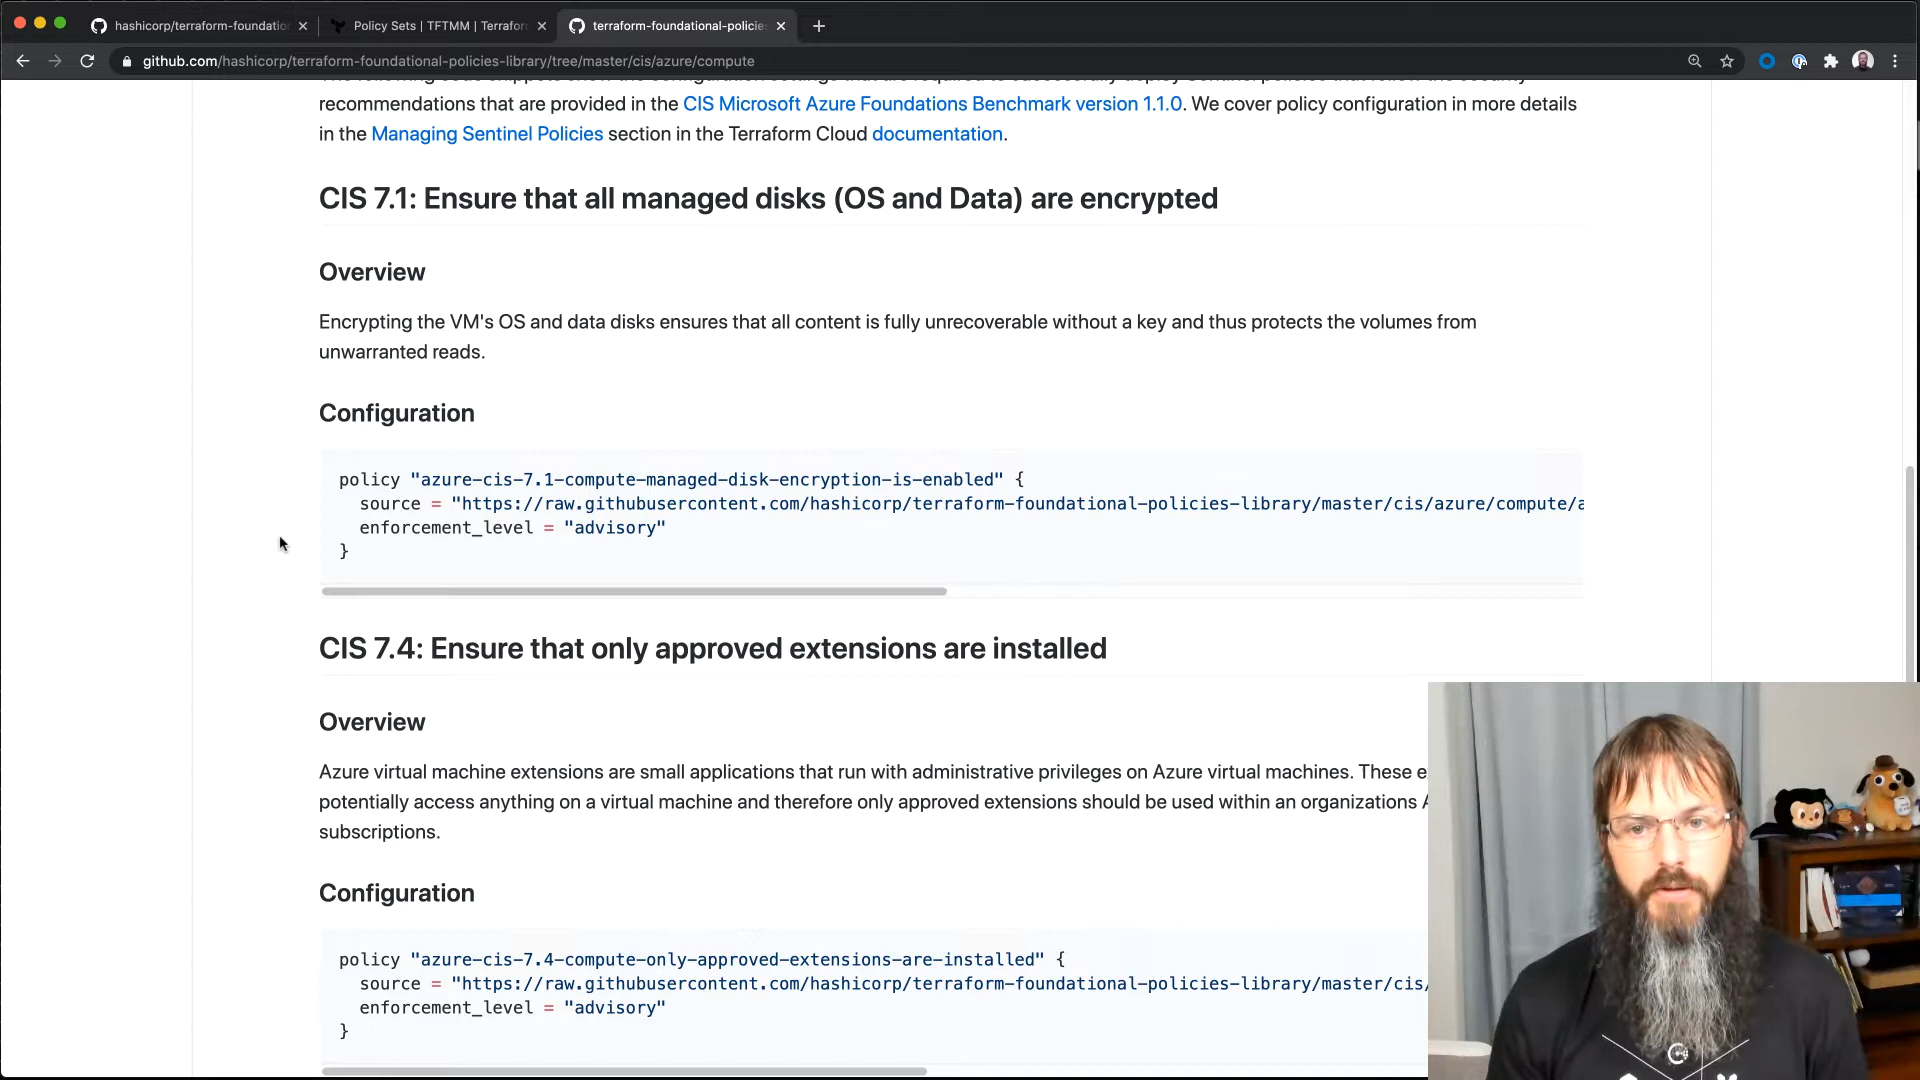 hashicorp/terraform-foundatio
Policy Sets | TFTMM | Terrafor
terraform-foundational-policie
github.com/hashicorp/terraform-foundational-policies-library/tree/master/cis/azure/compute
recommendations that are provided in the CIS Microsoft Azure Foundations Benchmark version 1.1.0. We cover policy configuration in more details
in the Managing Sentinel Policies section in the Terraform Cloud documentation.
CIS 7.1: Ensure that all managed disks (OS and Data) are encrypted
Overview
Encrypting the VM's OS and data disks ensures that all content is fully unrecoverable without a key and thus protects the volumes from
unwarranted reads.
Configuration
policy "azure-cis-7.1-compute-managed-disk-encryption-is-enabled" {
source = "https://raw.githubusercontent.com/hashicorp/terraform-foundational-policies-library/master/cis/azure/compute/a
enforcement_level = "advisory"
}
CIS 7.4: Ensure that only approved extensions are installed
Overview
Azure virtual machine extensions are small applications that run with administrative privileges on Azure virtual machines. These e
potentially access anything on a virtual machine and therefore only approved extensions should be used within an organizations A
subscriptions.
Configuration
policy "azure-cis-7.4-compute-only-approved-extensions-are-installed" {
source = "https://raw.githubusercontent.com/hashicorp/terraform-foundational-policies-library/master/cis/
enforcement_level = "advisory"
}